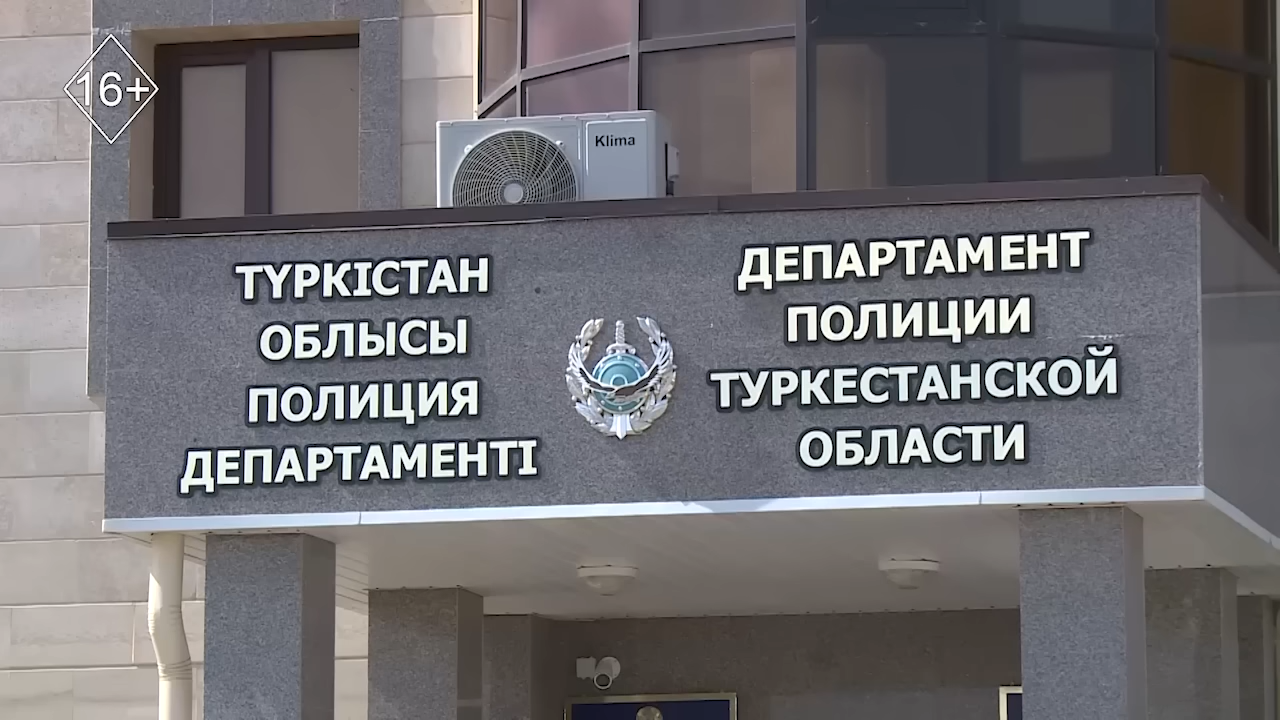 16+
Klima
ТҮРКІСТАН
ОБЛЫСЫ
ПОЛИЦИЯ
ДЕПАРТАМЕНТІ
ДЕПАРТАМЕНТ
ПОЛИЦИИ
ТУРКЕСТАНСКОЙ
ОБЛАСТИ